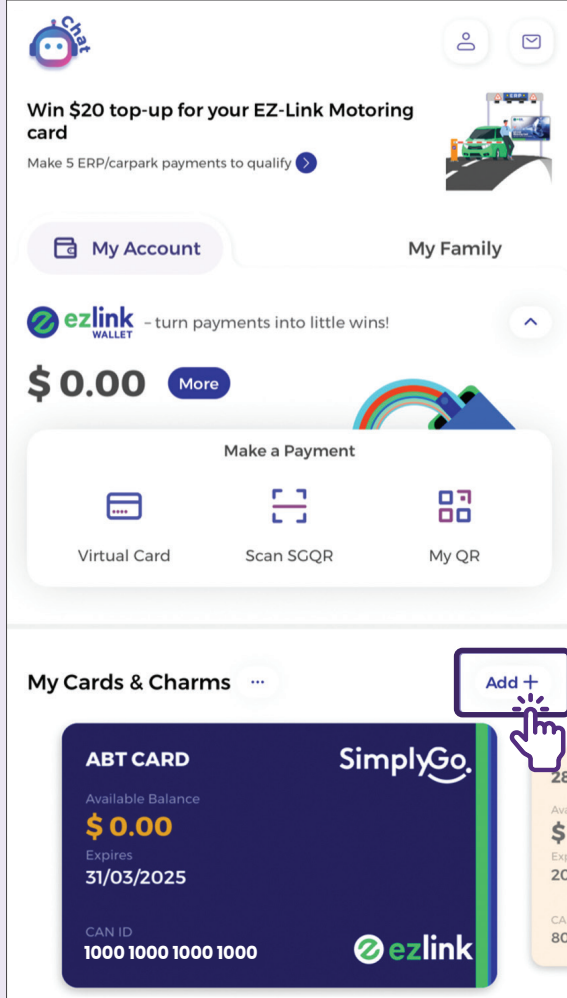 Chat
Win $20 top-up for your EZ-Link Motoring
card
Make 5 ERP/carpark payments to qualify
ERP
My Account
My Family
ezlink
WALLET
– turn payments into little wins!
$ 0.00
More
Make a Payment
Virtual Card
Scan SGQR
My QR
My Cards & Charms
Add +
ABT CARD
SimplyGo.
Available Balance
$ 0.00
Expires
31/03/2025
CAN ID
1000 1000 1000 1000
ezlink
28
$
20
80